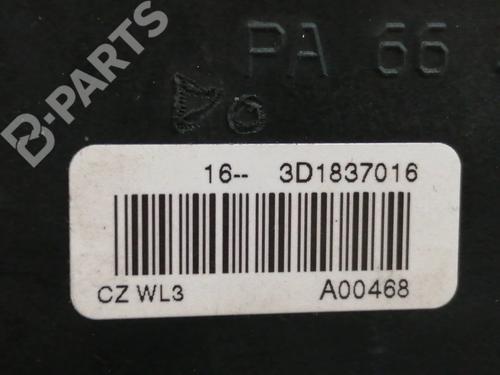 B-PARTS
PA 66
16-- 3D1837016
CZ WL3 A00468